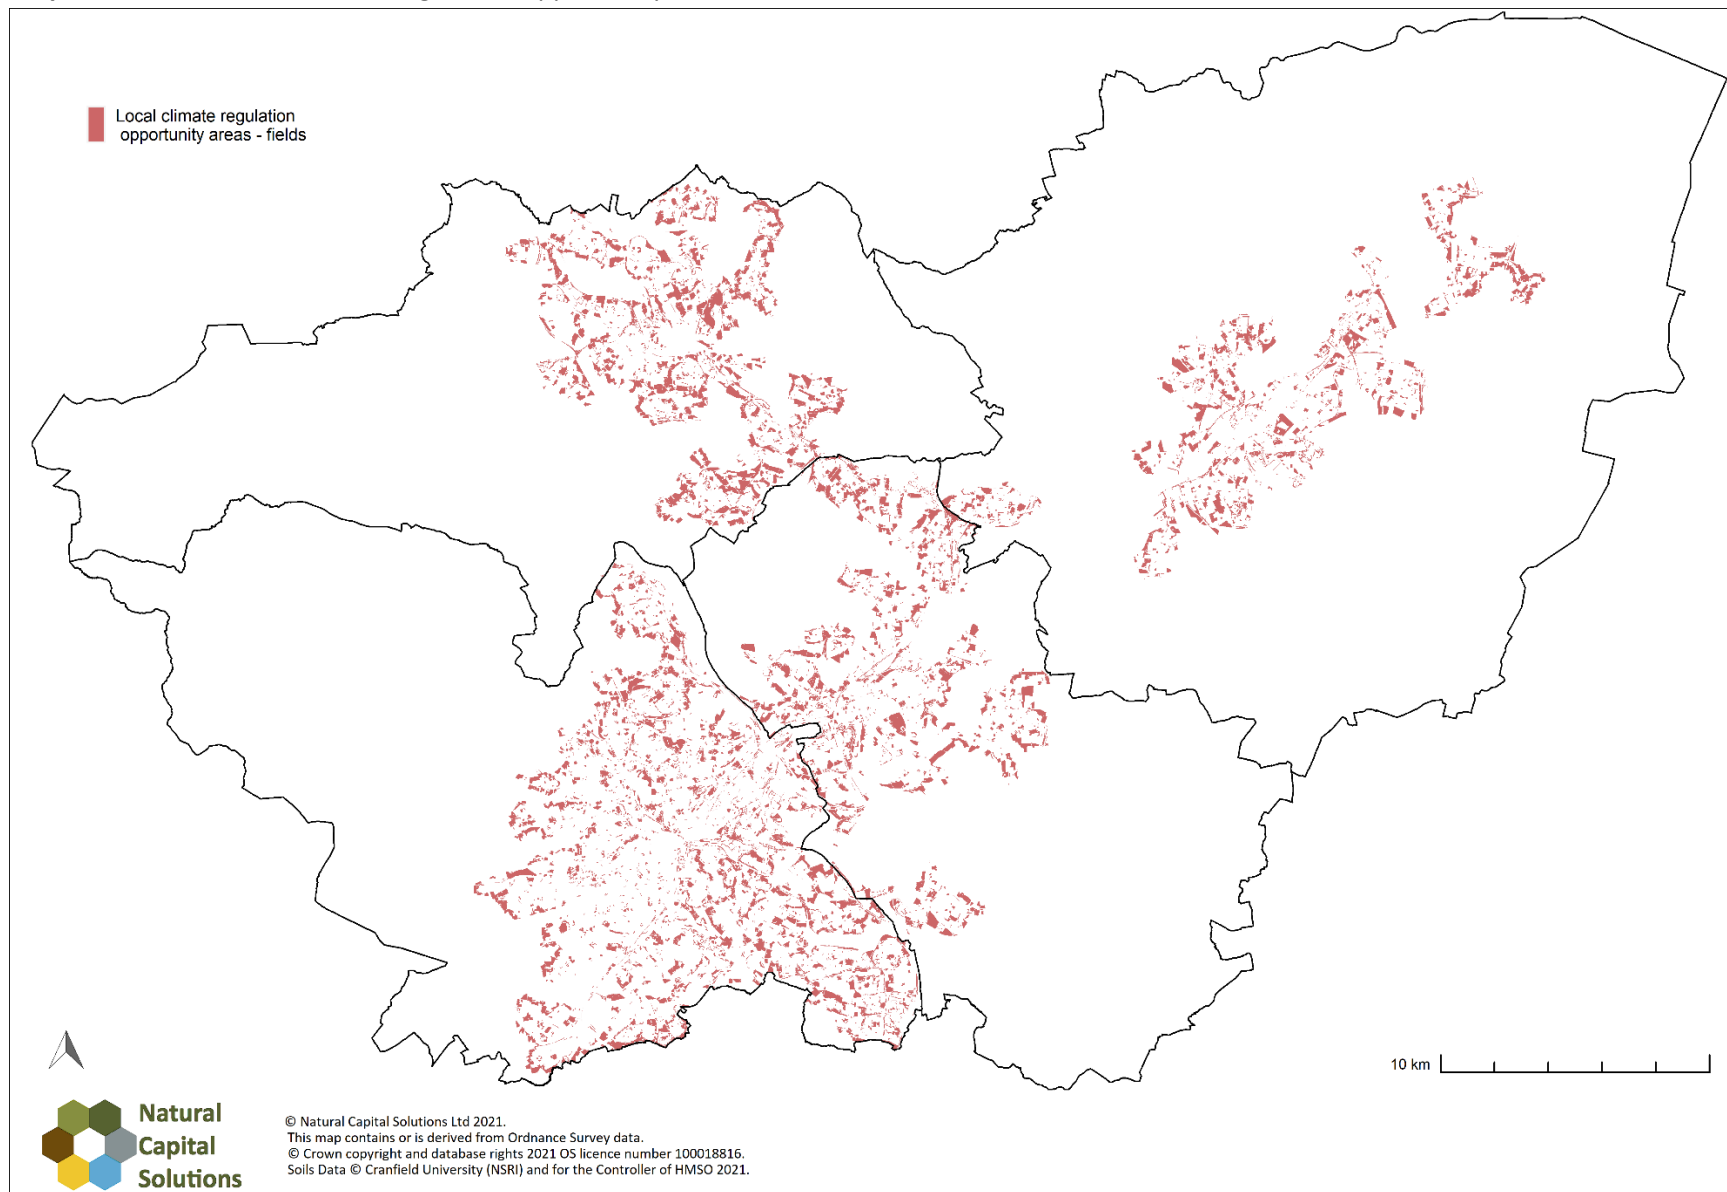 Local climate regulation
opportunity areas - fields
10 km
Natural
Capital
Solutions
© Natural Capital Solutions Ltd 2021.
This map contains or is derived from Ordnance Survey data.
© Crown copyright and database rights 2021 OS licence number 100018816.
Soils Data © Cranfield University (NSRI) and for the Controller of HMSO 2021.